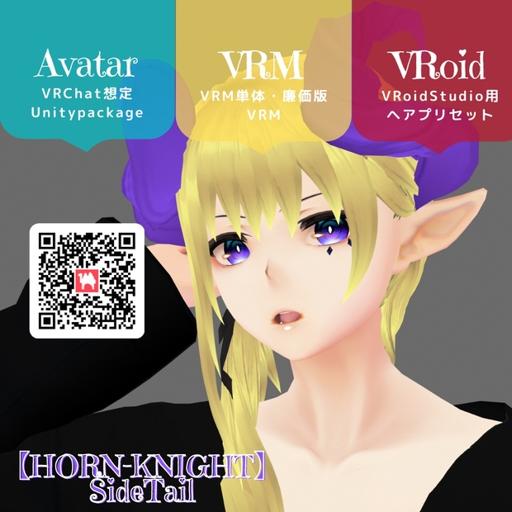 Avatar
VRChat想定
Unitypackage
VRM
VRM単体・廉価版
VRM
VRoid
VRoidStudio用
ヘアプリセット
【HORN-KNIGHT】
SideTail